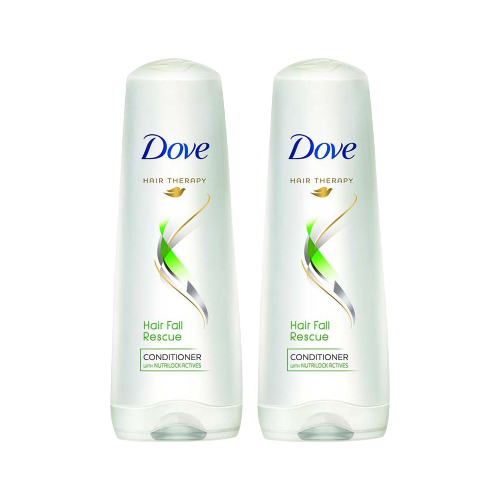 Dove
HAIR THERAPY
Hair Fall
Rescue
CONDITIONER
with NUTRILOCK ACTIVES
Dove
HAIR THERAPY
Hair Fall
Rescue
CONDITIONER
with NUTRILOCK ACTIVES